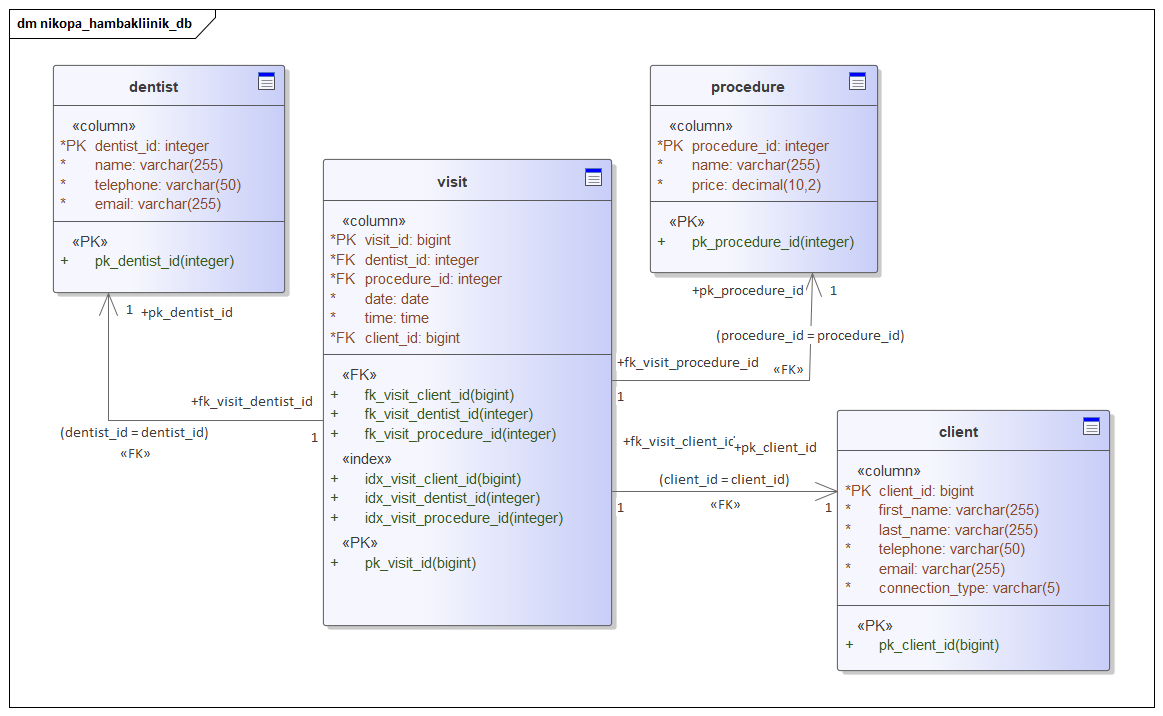 dm nikopa_hambakliinik_db
dentist
«column»
*PK dentist_id: integer
* name: varchar(255)
* telephone: varchar(50)
* email: varchar(255)
«PK»
+ pk_dentist_id(integer)
procedure
«column»
*PK procedure_id: integer
* name: varchar(255)
* price: decimal(10,2)
«PK»
+ pk_procedure_id(integer)
visit
«column»
*PK visit_id: bigint
*FK dentist_id: integer
*FK procedure_id: integer
* date: date
* time: time
*FK client_id: bigint
«FK»
+ fk_visit_client_id(bigint)
+ fk_visit_dentist_id(integer)
+ fk_visit_procedure_id(integer)
«index»
+ idx_visit_client_id(bigint)
+ idx_visit_dentist_id(integer)
+ idx_visit_procedure_id(integer)
«PK»
+ pk_visit_id(bigint)
1 +pk_dentist_id
+fk_visit_dentist_id
(dentist_id = dentist_id)
1
«FK»
+pk_procedure_id 1
(procedure_id = procedure_id)
+fk_visit_procedure_id
«FK»
1
+fk_visit_client_id
+pk_client_id
(client_id = client_id)
«FK»
1
1
client
«column»
*PK client_id: bigint
* first_name: varchar(255)
* last_name: varchar(255)
* telephone: varchar(50)
* email: varchar(255)
* connection_type: varchar(5)
«PK»
+ pk_client_id(bigint)